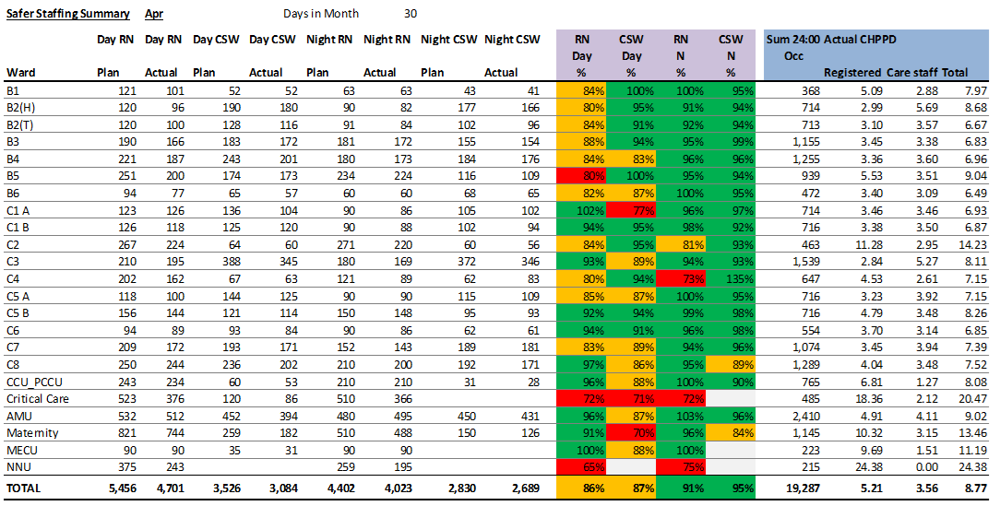 Safer Staffing Summary Apr Days in Month 30
Day RN Day RN Day CSW Day CSW Night RN Night RN Night CSW Night CSW RN CSW RN CSW Sum 24:00 Actual CHPPD
Day Day N N Occ
Ward Plan Actual Plan Actual Plan Actual Plan Actual % % % % Registered Care staff Total
B1 121 101 52 52 63 63 43 41 84% 100% 100% 95% 368 5.09 2.88 7.97
B2(H) 120 96 190 180 90 82 177 166 80% 95% 91% 94% 714 2.99 5.69 8.68
B2(T) 120 100 128 116 91 84 102 96 84% 91% 92% 94% 713 3.10 3.57 6.67
B3 190 166 183 172 181 172 155 154 88% 94% 95% 99% 1,155 3.45 3.38 6.83
B4 221 187 243 201 180 173 184 176 84% 83% 96% 96% 1,255 3.36 3.60 6.96
B5 251 200 174 173 234 224 116 109 80% 100% 95% 94% 939 5.53 3.51 9.04
B6 94 77 65 57 60 60 68 65 82% 87% 100% 95% 472 3.40 3.09 6.49
C1 A 123 126 136 104 90 86 105 102 102% 77% 96% 97% 714 3.46 3.46 6.93
C1 B 126 118 125 120 90 88 102 94 94% 95% 98% 92% 716 3.38 3.50 6.87
C2 267 224 64 60 271 220 60 56 84% 95% 81% 93% 463 11.28 2.95 14.23
C3 210 195 388 345 180 169 372 346 93% 89% 94% 93% 1,539 2.84 5.27 8.11
C4 202 162 67 63 121 89 62 83 80% 94% 73% 135% 647 4.53 2.61 7.15
C5 A 118 100 144 125 90 90 115 109 85% 87% 100% 95% 716 3.23 3.92 7.15
C5 B 156 144 121 114 150 148 95 93 92% 94% 99% 98% 716 4.79 3.48 8.26
C6 94 89 93 84 90 86 62 61 94% 91% 96% 98% 554 3.70 3.14 6.85
C7 209 172 193 171 152 143 189 181 83% 89% 94% 96% 1,074 3.45 3.94 7.39
C8 250 244 236 202 210 200 192 171 97% 86% 95% 89% 1,289 4.04 3.48 7.52
CCU_PCCU 243 234 60 53 210 210 31 28 96% 88% 100% 90% 765 6.81 1.27 8.08
Critical Care 523 376 120 86 510 366 72% 71% 72% 485 18.36 2.12 20.47
AMU 532 512 452 394 480 495 450 431 96% 87% 103% 96% 2,410 4.91 4.11 9.02
Maternity 821 744 259 182 510 488 150 126 91% 70% 96% 84% 1,145 10.32 3.15 13.46
MECU 90 90 35 31 90 90 100% 88% 100% 223 9.69 1.51 11.19
NNU 375 243 259 195 65% 75% 215 24.38 0.00 24.38
TOTAL 5,456 4,701 3,526 3,084 4,402 4,023 2,830 2,689 86% 87% 91% 95% 19,287 5.21 3.56 8.77